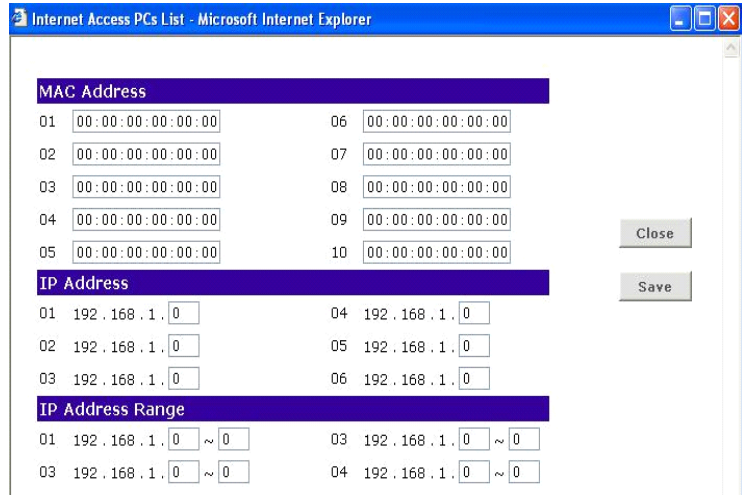 Internet Access PCs List - Microsoft Internet Explorer
MAC Address
01 00:00:00:00:00:00 06 00:00:00:00:00:00
02 00:00:00:00:00:00 07 00:00:00:00:00:00
03 00:00:00:00:00:00 08 00:00:00:00:00:00
04 00:00:00:00:00:00 09 00:00:00:00:00:00
Close
05 00:00:00:00:00:00 10 00:00:00:00:00:00
IP Address
Save
01 192.168.1. 0 04 192.168.1. 0
02 192.168.1. 0 05 192.168.1. 0
03 192.168.1. 0 06 192.168.1. 0
IP Address Range
01 192.168.1. 0 ~ 0 03 192.168.1. 0 ~ 0
03 192.168.1. 0 ~ 0 04 192.168.1. 0 ~ 0